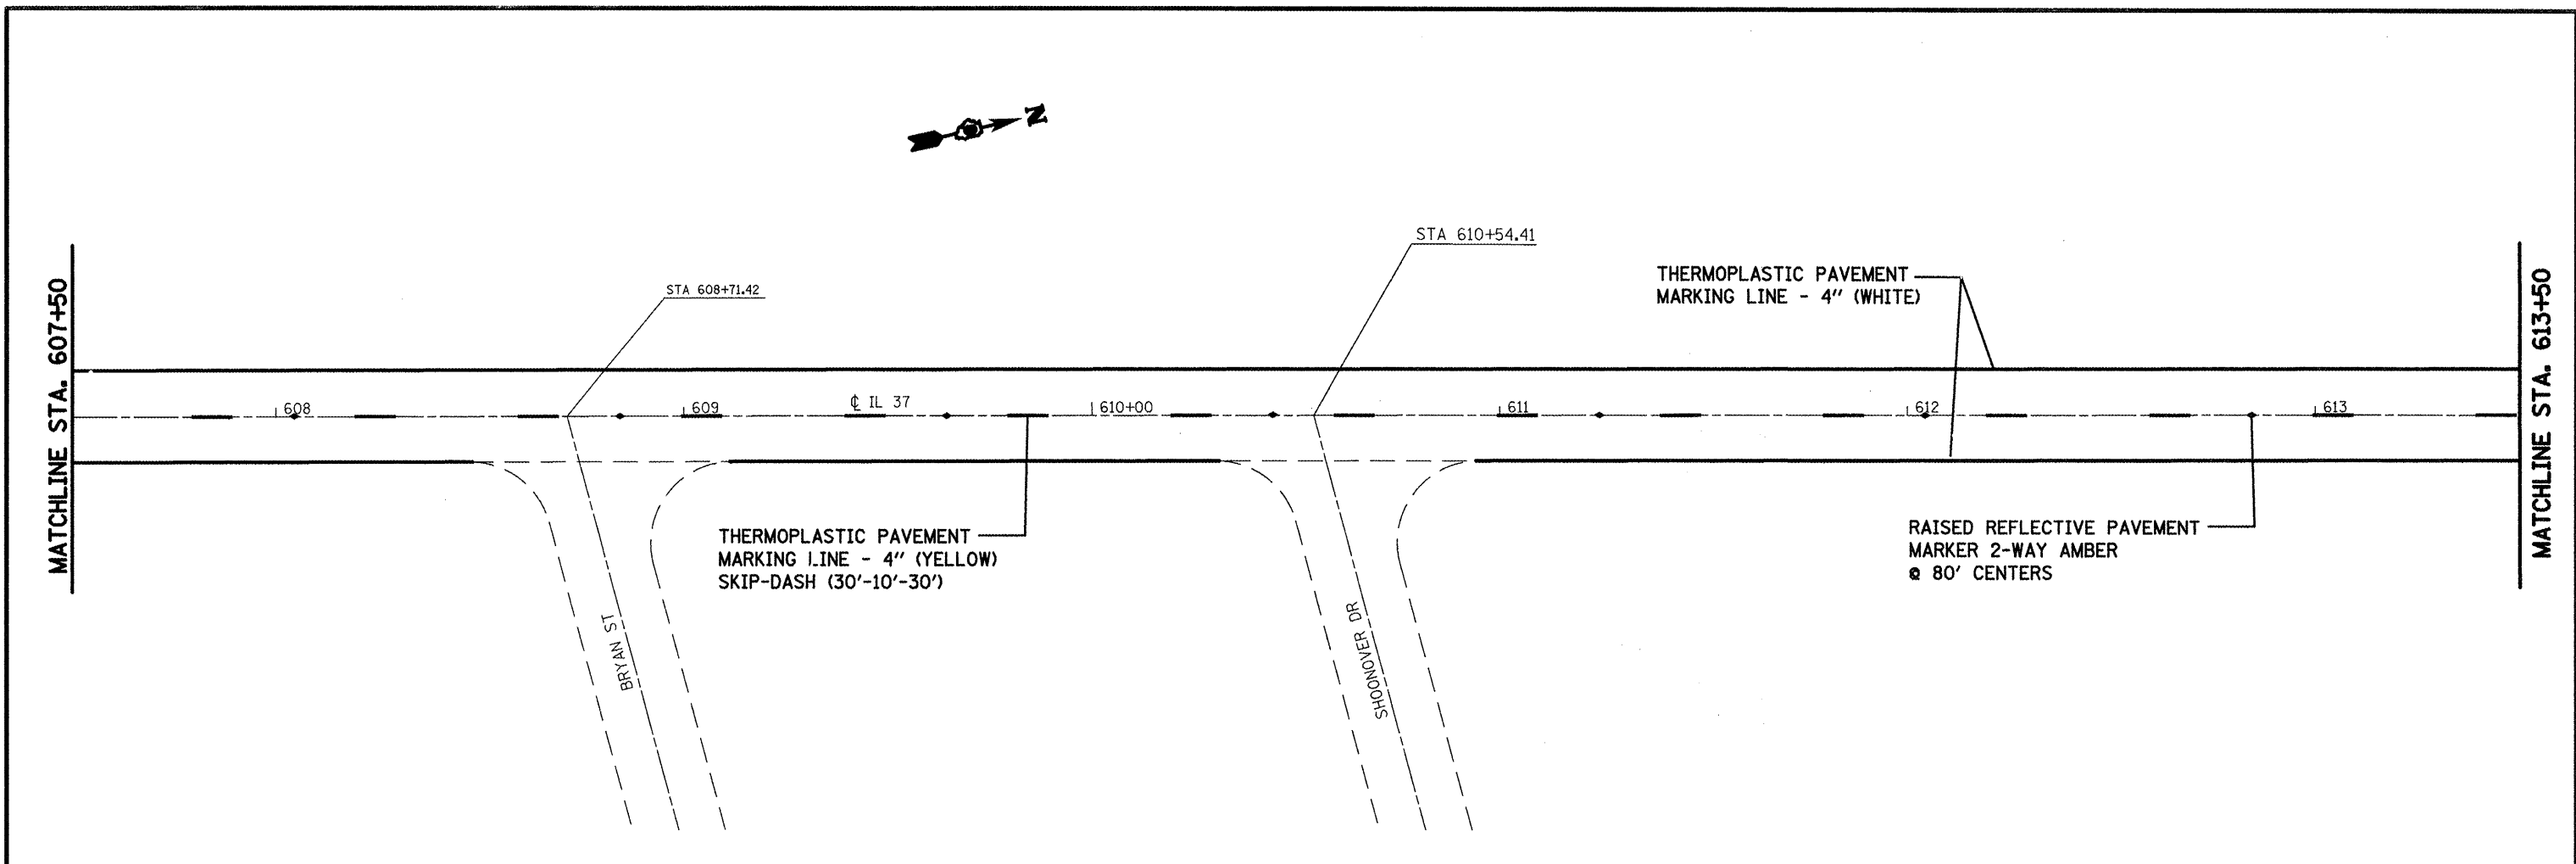 N
STA 610+54.41
STA 608+71.42
THERMOPLASTIC PAVEMENT
MARKING LINE - 4" (WHITE)
MATCHLINE STA. 607+50
MATCHLINE STA. 613+50
608
609
℄ IL 37
610+00
611
612
613
THERMOPLASTIC PAVEMENT
MARKING LINE - 4" (YELLOW)
SKIP-DASH (30'-10'-30')
RAISED REFLECTIVE PAVEMENT
MARKER 2-WAY AMBER
@ 80' CENTERS
BRYAN ST
SHOONOVER DR